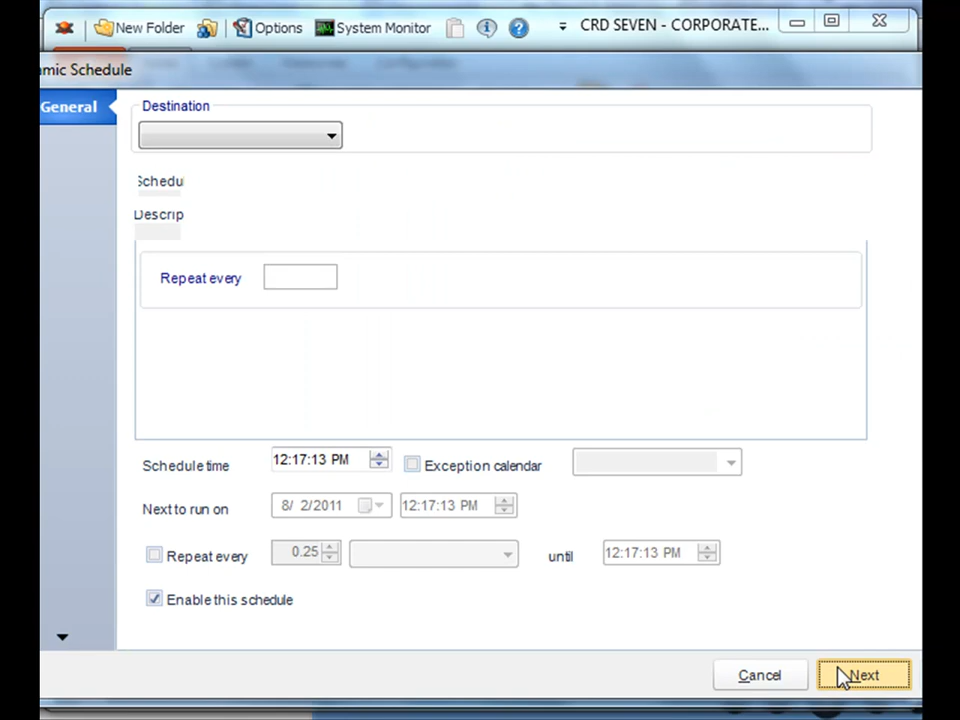 New Folder Options System Monitor CRD SEVEN - CORPORATE...
mic Schedule
General
Destination
Schedu
Descrip
Repeat every
Schedule time 12:17:13 PM Exception calendar
Next to run on 8/ 2/2011 12:17:13 PM
Repeat every 0.25 until 12:17:13 PM
Enable this schedule
Cancel Next